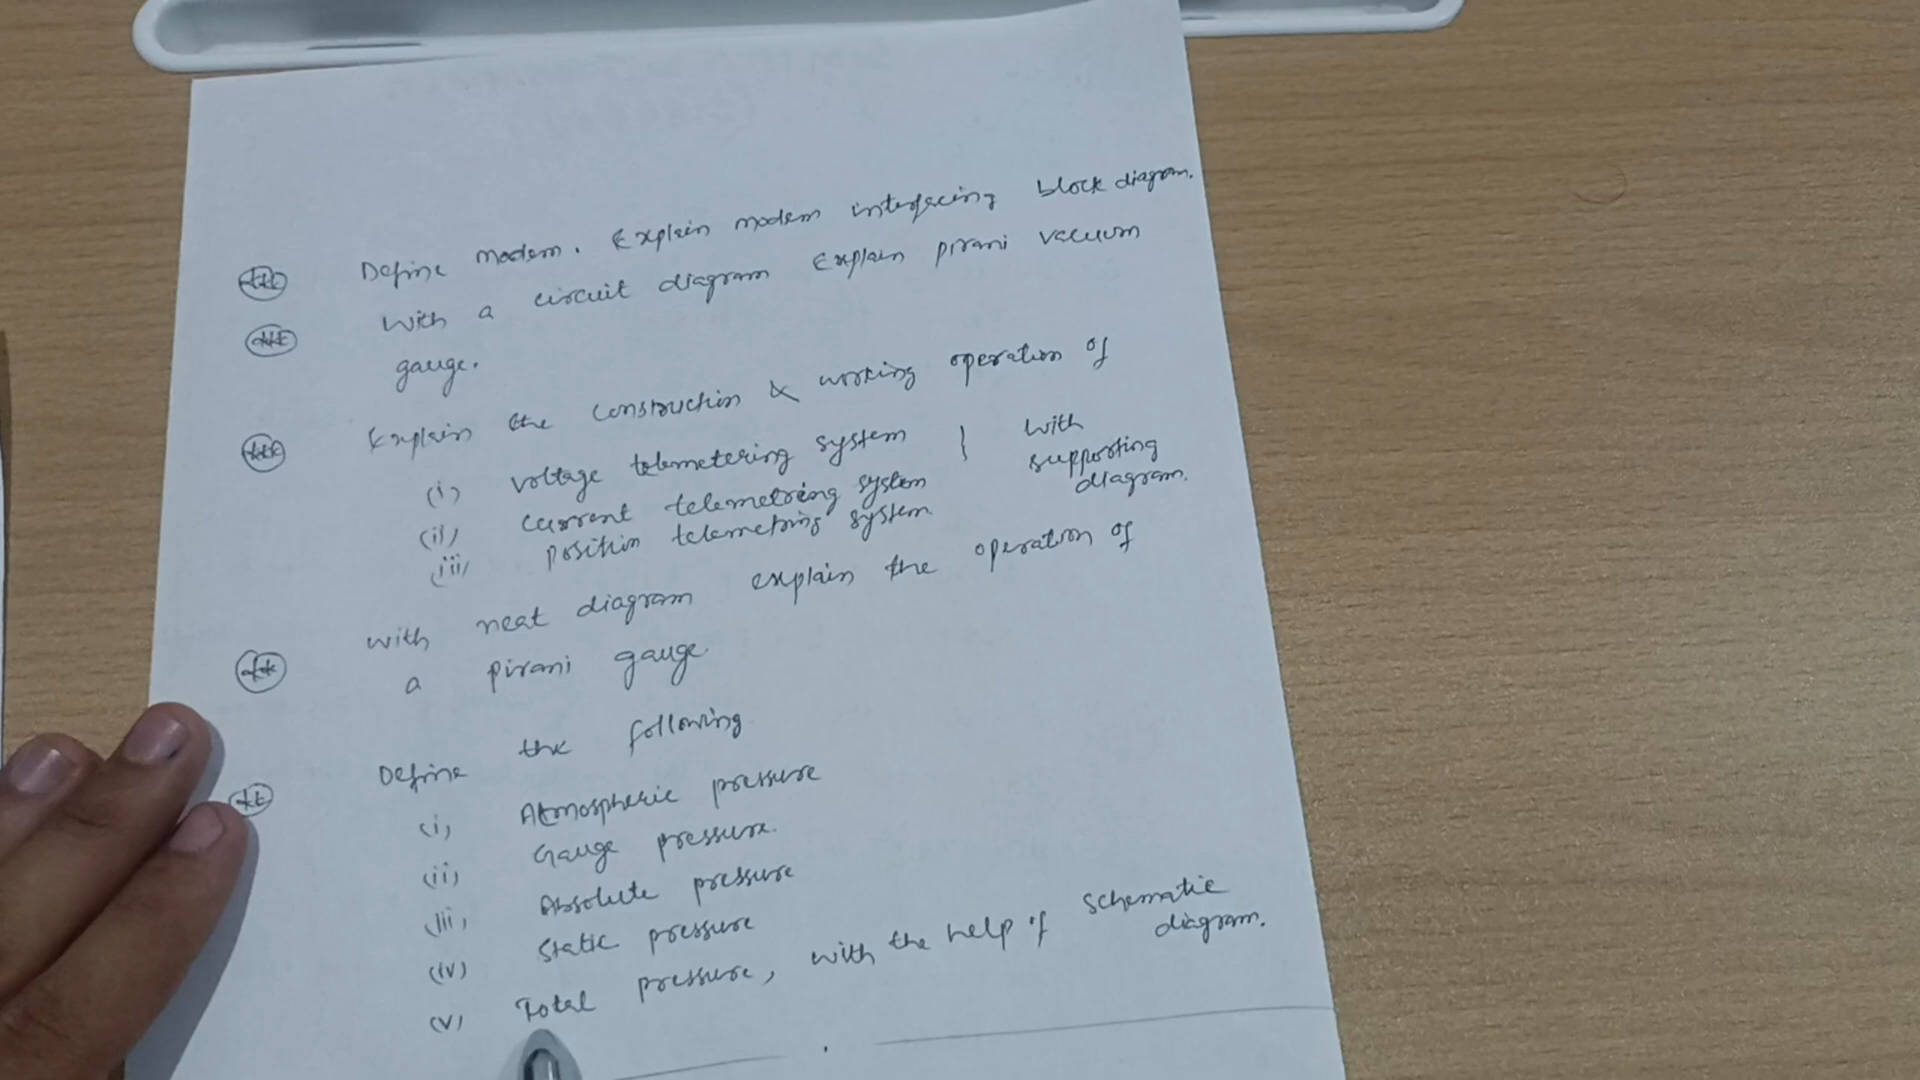 Define modem. Explain modem interfacing block diagram.
With a circuit diagram Explain pirani vacuum
gauge.
Explain the construction & working operation of
(i) voltage telemetering system } with
supporting
diagram.
(ii) current telemetring system
(iii) position telemetring system.
with neat diagram explain the operation of
a pirani gauge.
Define the following
(i) Atmospheric pressure
(ii) Gauge pressure.
(iii) Absolute pressure
(iv) Static pressure
(v) Total pressure, with the help of schematic
diagram.